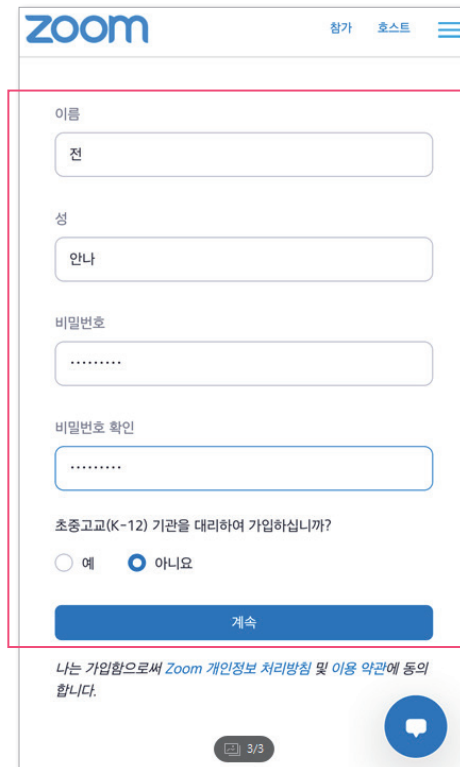 zoom
참가 호스트
이름
전
성
안나
비밀번호
·········
비밀번호 확인
·········
초중고교(K-12) 기관을 대리하여 가입하십니까?
예 아니요
계속
나는 가입함으로써 Zoom 개인정보 처리방침 및 이용 약관에 동의
합니다.
3/3